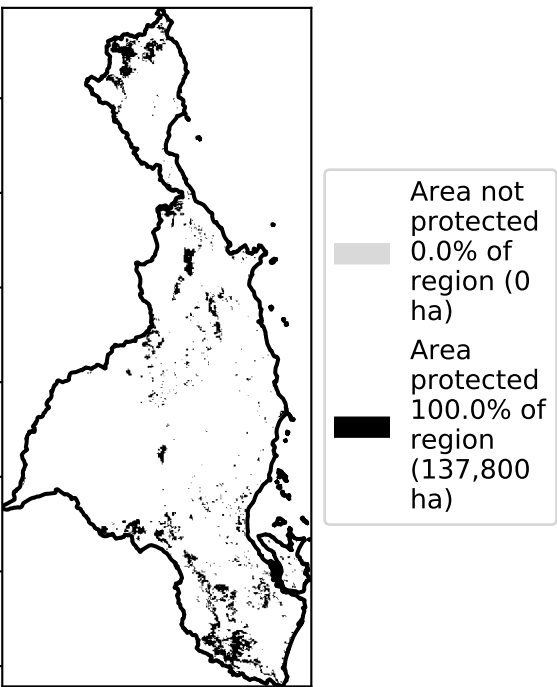 Area not
protected
0.0% of
region (0
ha)
Area
protected
100.0% of
region
(137,800
ha)